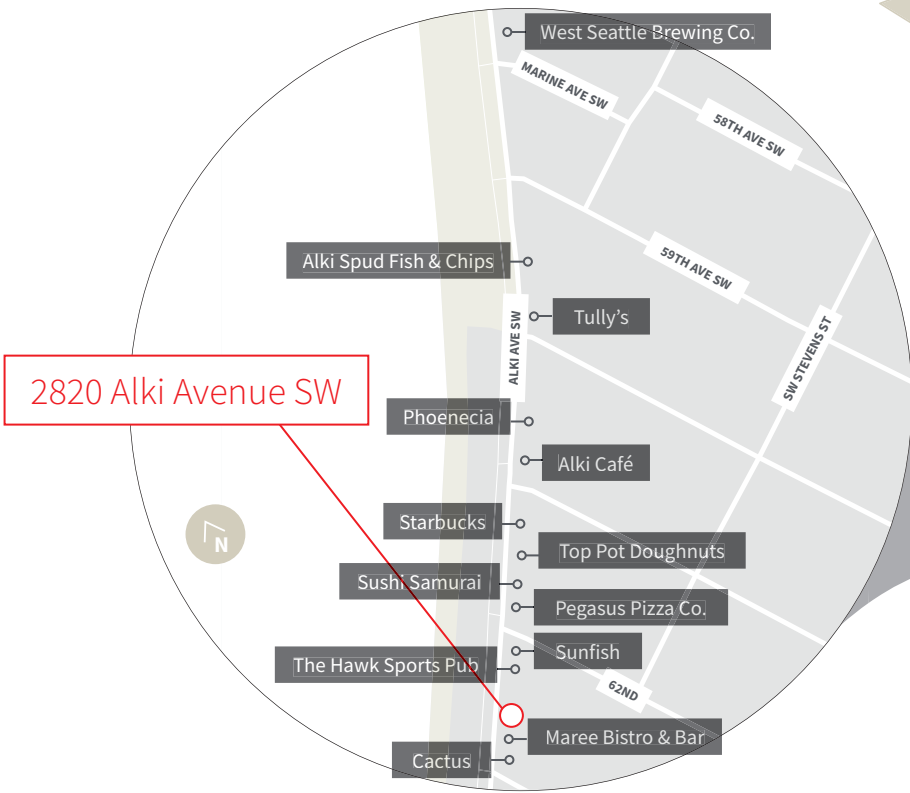 West Seattle Brewing Co.
MARINE AVE SW
58TH AVE SW
Alki Spud Fish & Chips
59TH AVE SW
Tully’s
ALKI AVE SW
SW STEVENS ST
2820 Alki Avenue SW
Phoenecia
Alki Café
Starbucks
N
Top Pot Doughnuts
Sushi Samurai
Pegasus Pizza Co.
Sunfish
The Hawk Sports Pub
62ND
Maree Bistro & Bar
Cactus